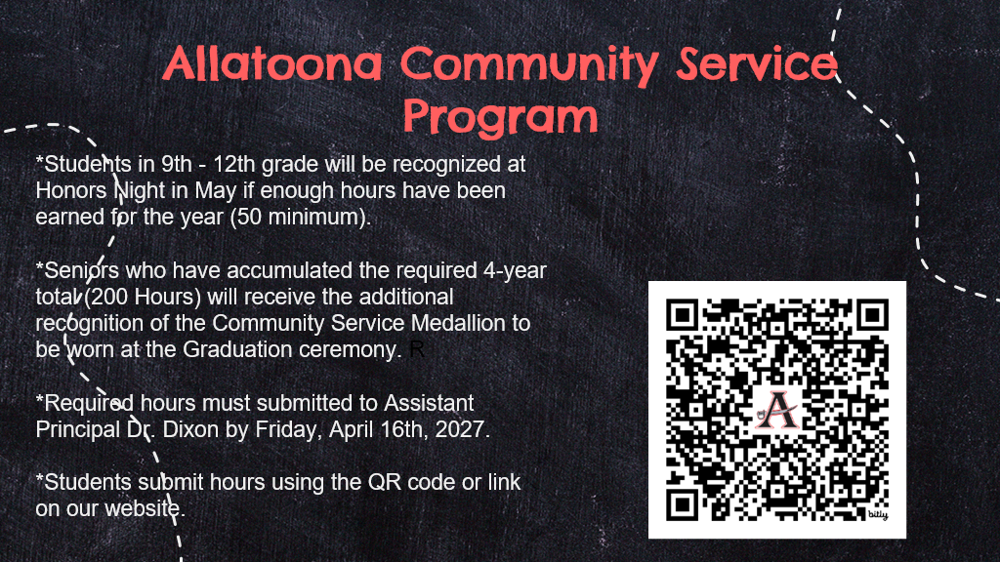 Allatoona Community Service
Program
*Students in 9th - 12th grade will be recognized at
Honors Night in May if enough hours have been
earned for the year (50 minimum).
*Seniors who have accumulated the required 4-year
total (200 Hours) will receive the additional
recognition of the Community Service Medallion to
be worn at the Graduation ceremony. R
*Required hours must submitted to Assistant
Principal Dr. Dixon by Friday, April 16th, 2027.
*Students submit hours using the QR code or link
on our website.
A
bitly